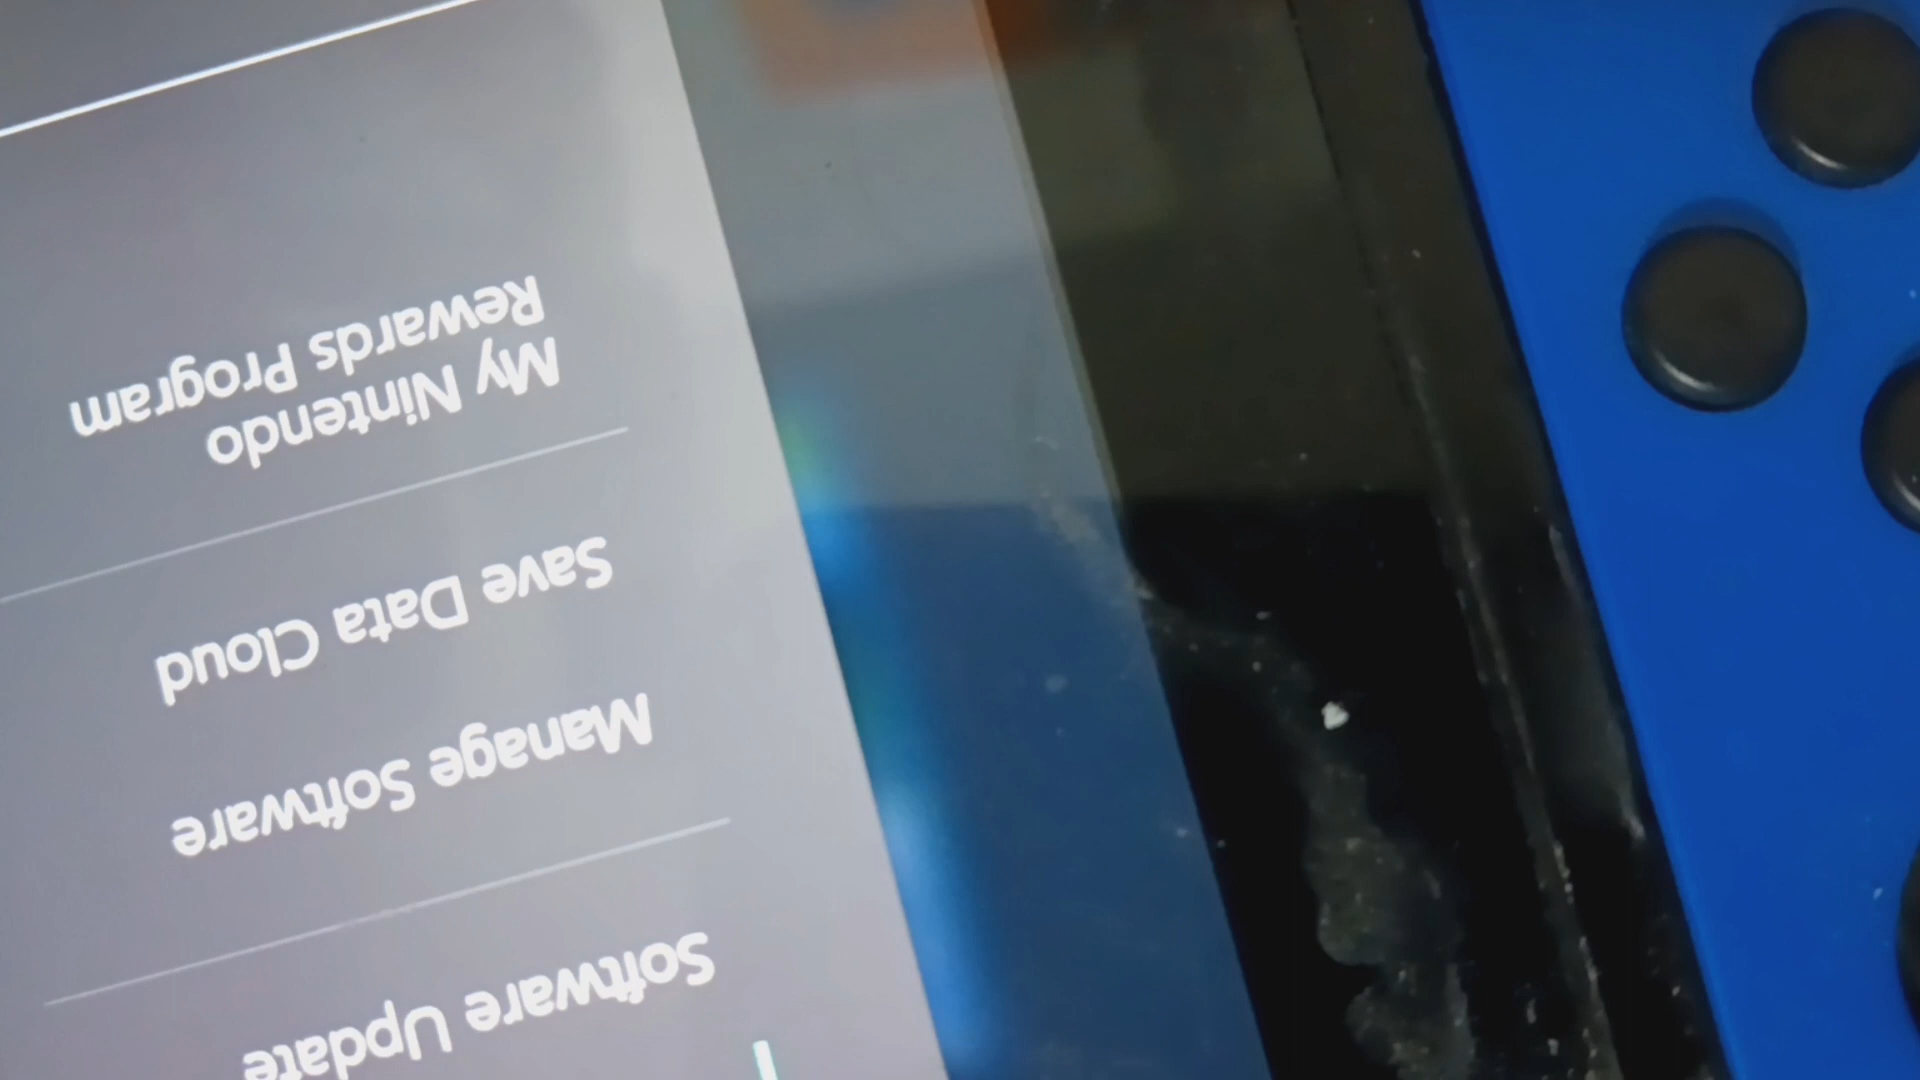 Software Update
Manage Software
Save Data Cloud
My Nintendo
Rewards Program